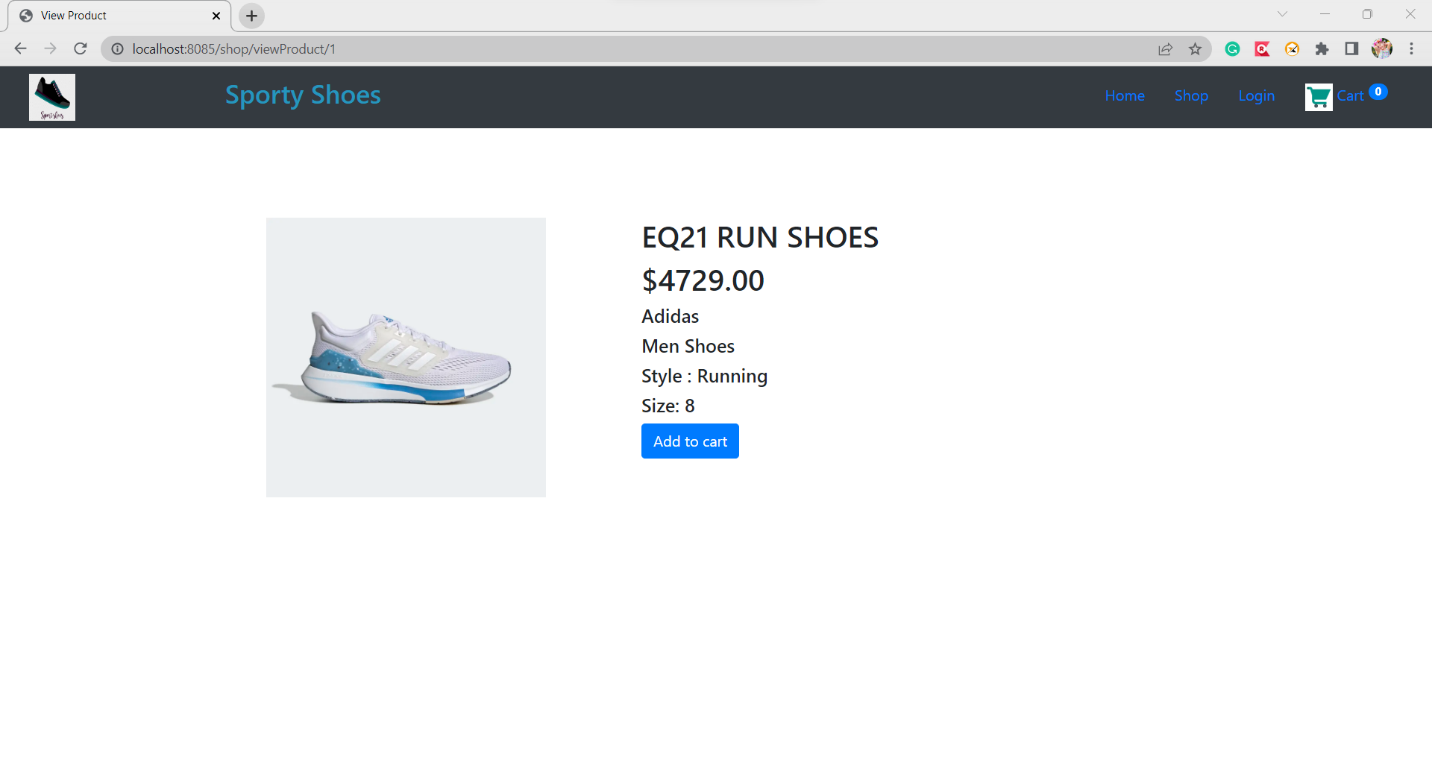 View Product
localhost:8085/shop/viewProduct/1
Sporty Shoes
Home
Shop
Login
Cart 0
EQ21 RUN SHOES
$4729.00
Adidas
Men Shoes
Style : Running
Size: 8
Add to cart